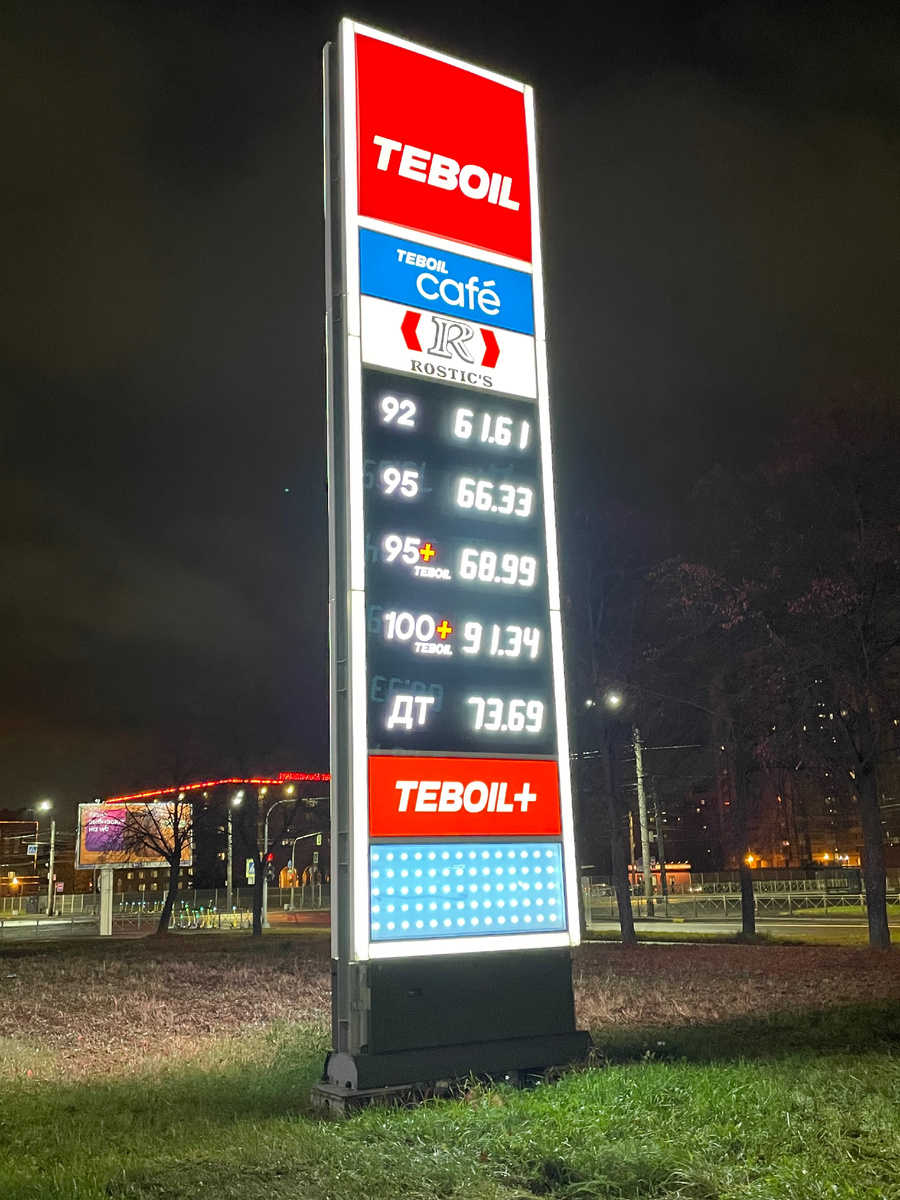 TEBOIL
TEBOIL
café
R
ROSTIC'S
92 61.61
95 66.33
95+ 68.99
TEBOIL
100+ 91.34
TEBOIL
ДТ 73.69
TEBOIL+